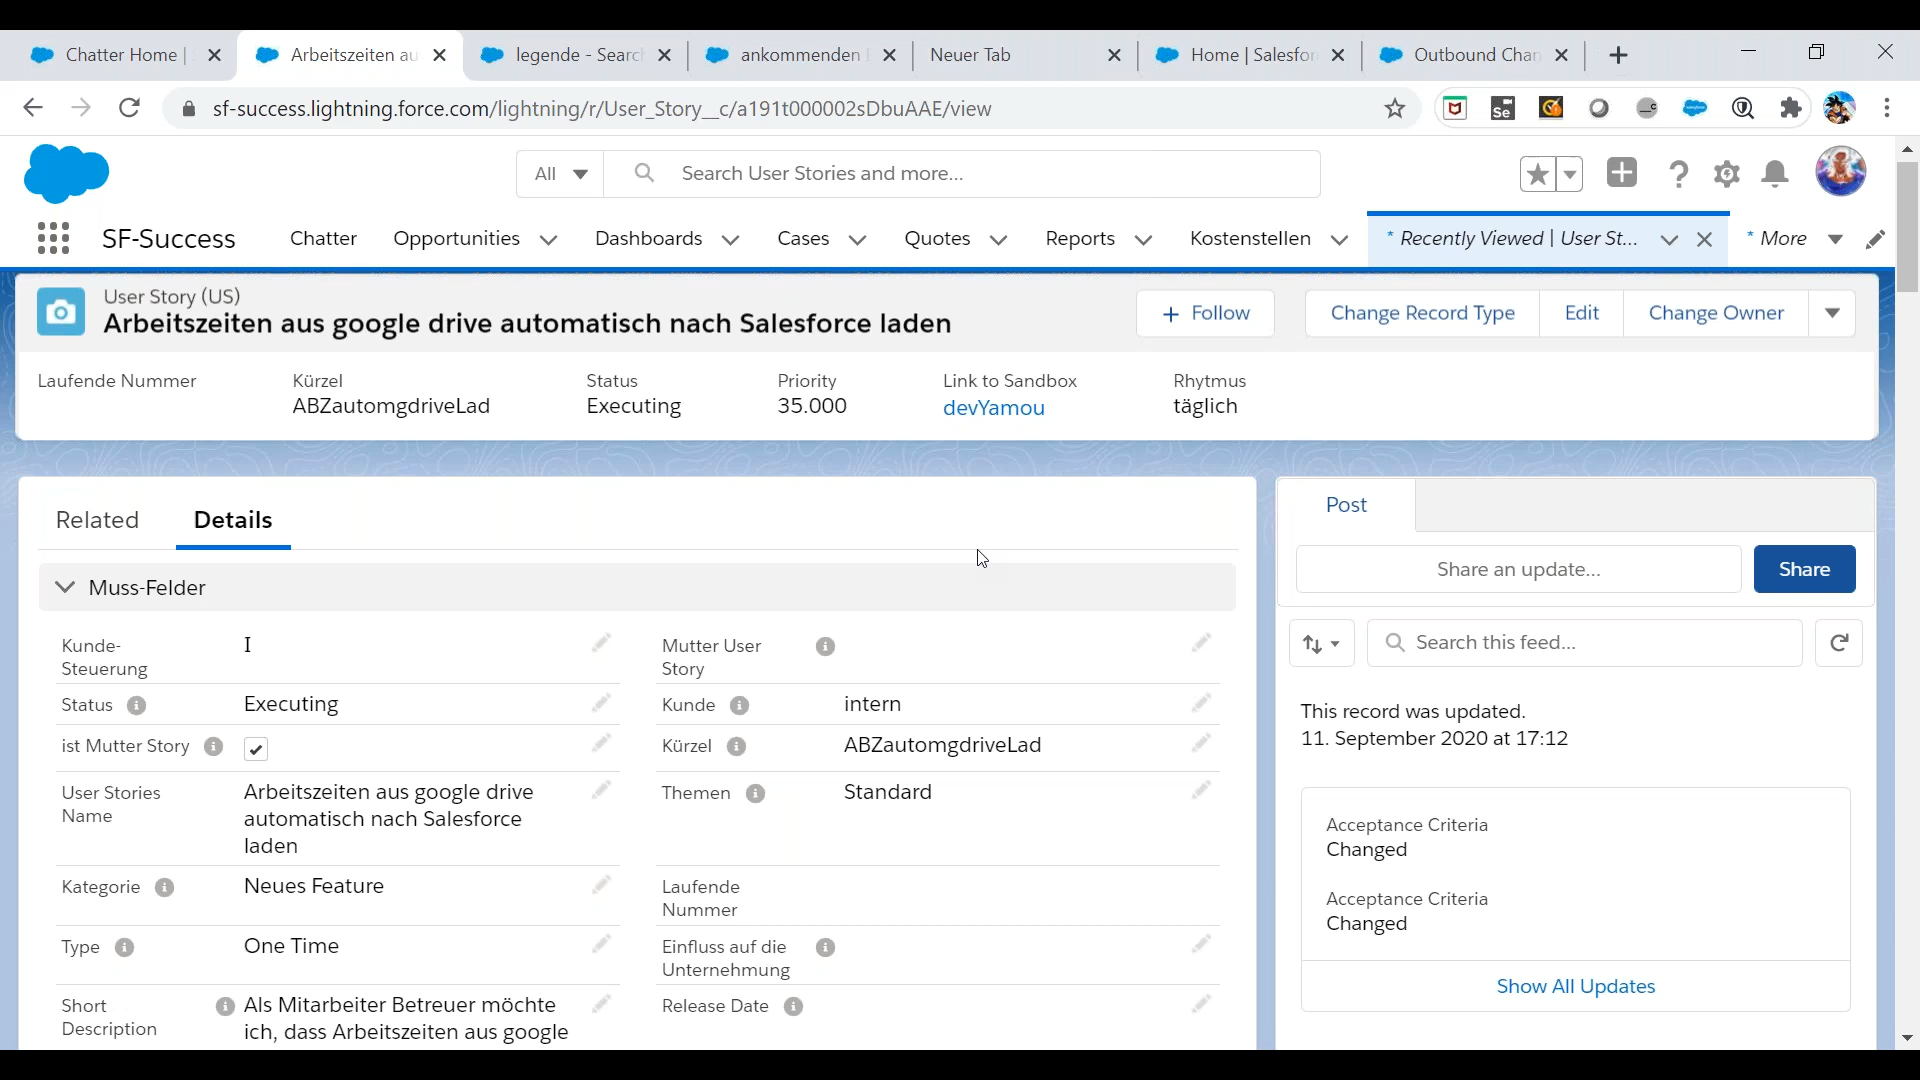 Chatter Home |
Arbeitszeiten au
legende - Searc
ankommenden
Neuer Tab
Home | Salesfor
Outbound Chan
sf-success.lightning.force.com/lightning/r/User_Story__c/a191t000002sDbuAAE/view
Se
All
Search User Stories and more...
SF-Success
Chatter
Opportunities
Dashboards
Cases
Quotes
Reports
Kostenstellen
* Recently Viewed | User St...
* More
User Story (US)
Arbeitszeiten aus google drive automatisch nach Salesforce laden
Follow
Change Record Type
Edit
Change Owner
Laufende Nummer
Kürzel
ABZautomgdriveLad
Status
Executing
Priority
35.000
Link to Sandbox
devYamou
Rhytmus
täglich
Related
Details
Muss-Felder
Kunde-
Steuerung
I
Mutter User
Story
Status
Executing
Kunde
intern
ist Mutter Story
Kürzel
ABZautomgdriveLad
User Stories
Name
Arbeitszeiten aus google drive
automatisch nach Salesforce
laden
Themen
Standard
Kategorie
Neues Feature
Laufende
Nummer
Type
One Time
Einfluss auf die
Unternehmung
Short
Description
Als Mitarbeiter Betreuer möchte
ich, dass Arbeitszeiten aus google
Release Date
Post
Share an update...
Share
Search this feed...
This record was updated.
11. September 2020 at 17:12
Acceptance Criteria
Changed
Acceptance Criteria
Changed
Show All Updates